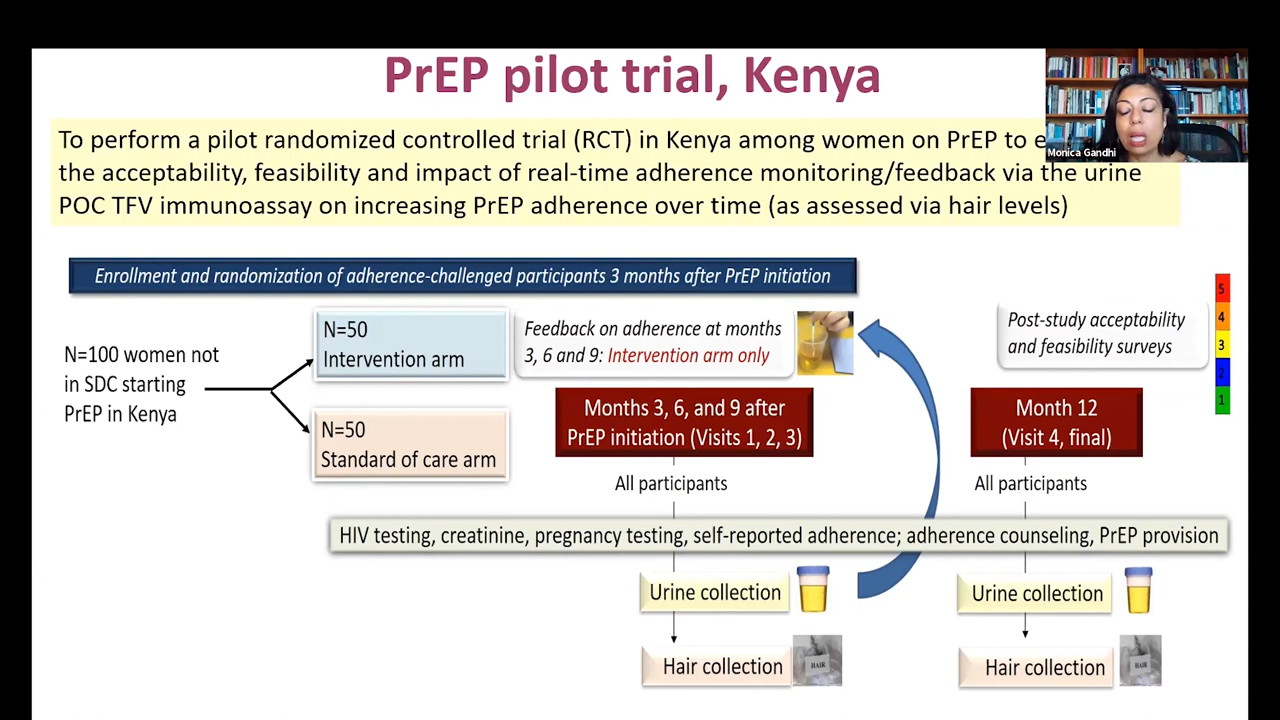 PrEP pilot trial, Kenya
Monica Gandhi
To perform a pilot randomized controlled trial (RCT) in Kenya among women on PrEP to
the acceptability, feasibility and impact of real-time adherence monitoring/feedback via the urine
POC TFV immunoassay on increasing PrEP adherence over time (as assessed via hair levels)
Enrollment and randomization of adherence-challenged participants 3 months after PrEP initiation
N=100 women not
in SDC starting
PrEP in Kenya
N=50
Intervention arm
N=50
Standard of care arm
Feedback on adherence at months
3, 6 and 9: Intervention arm only
Months 3, 6, and 9 after
PrEP initiation (Visits 1, 2, 3)
All participants
Post-study acceptability
and feasibility surveys
5
4
3
2
1
Month 12
(Visit 4, final)
All participants
HIV testing, creatinine, pregnancy testing, self-reported adherence; adherence counseling, PrEP provision
Urine collection
Hair collection
HAIR
Urine collection
Hair collection
HAIR